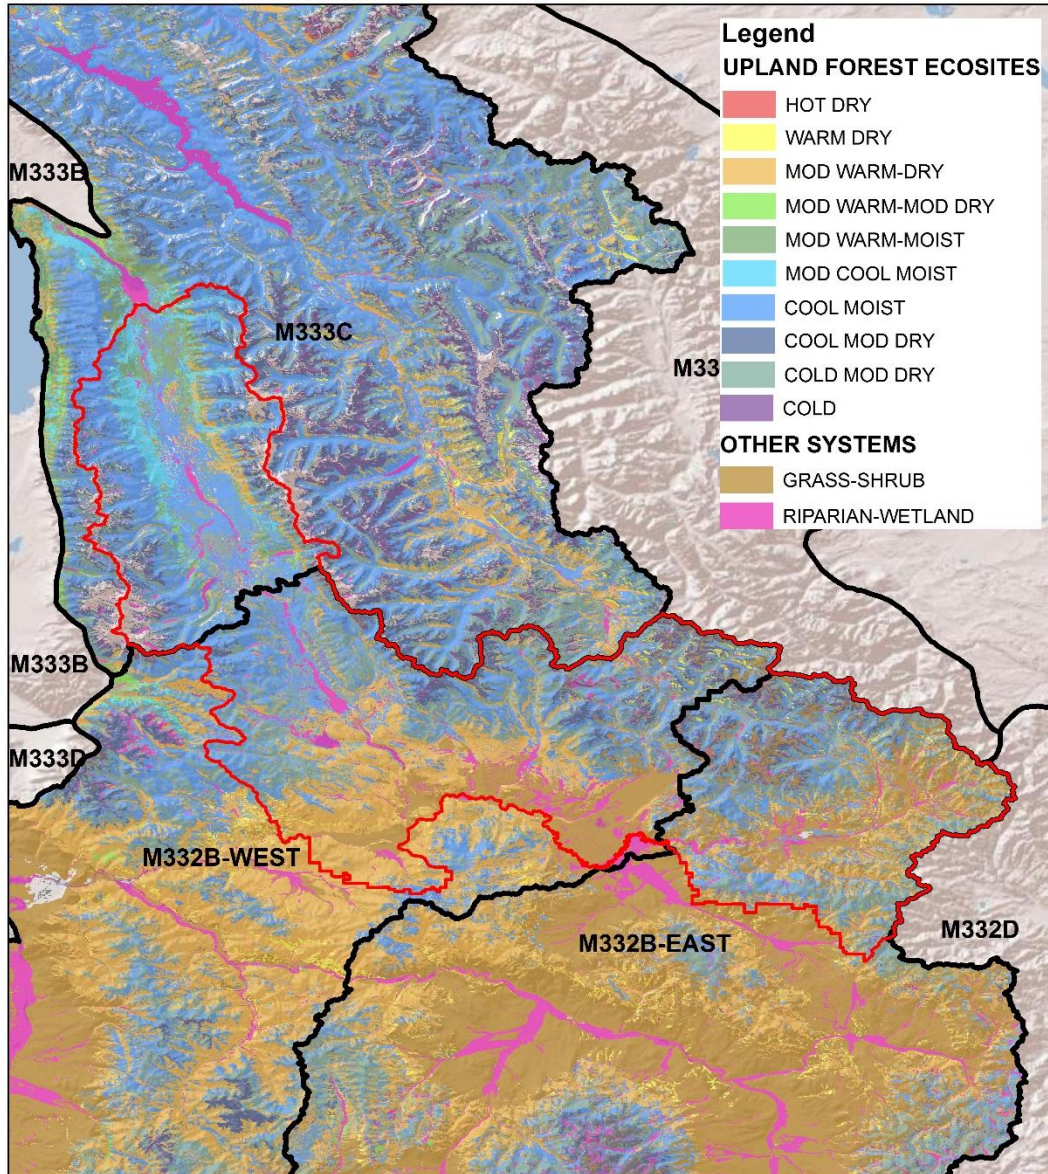 Legend
UPLAND FOREST ECOSITES
HOT DRY
WARM DRY
MOD WARM-DRY
MOD WARM-MOD DRY
MOD WARM-MOIST
MOD COOL MOIST
COOL MOIST
COOL MOD DRY
COLD MOD DRY
COLD
OTHER SYSTEMS
GRASS-SHRUB
RIPARIAN-WETLAND
M333B
M333C
M33
M333B
M333D
M332B-WEST
M332B-EAST
M332D